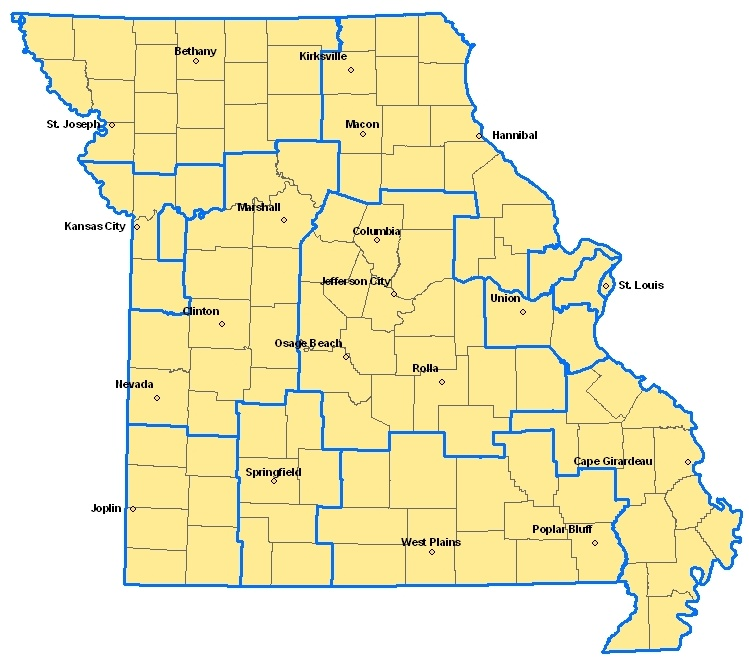 Bethany
Kirksville
St. Joseph
Macon
Hannibal
Marshall
Kansas City
Columbia
Jefferson City
St. Louis
Union
Clinton
Osage Beach
Rolla
Nevada
Cape Girardeau
Springfield
Joplin
Poplar Bluff
West Plains